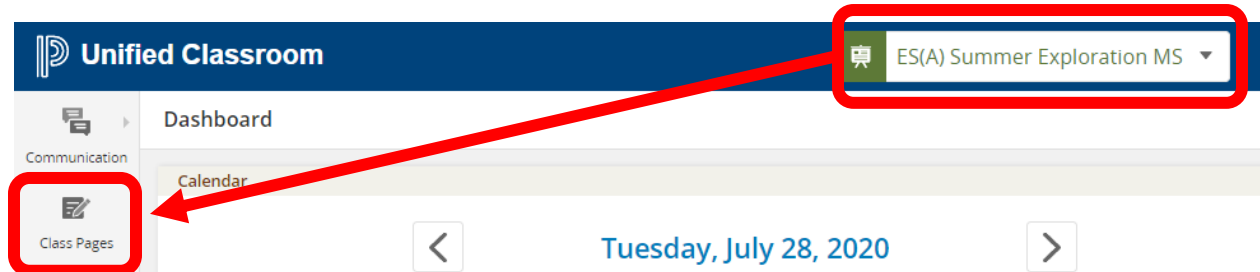 Unified Classroom
ES(A) Summer Exploration MS
Dashboard
Communication
Calendar
Class Pages
Tuesday, July 28, 2020